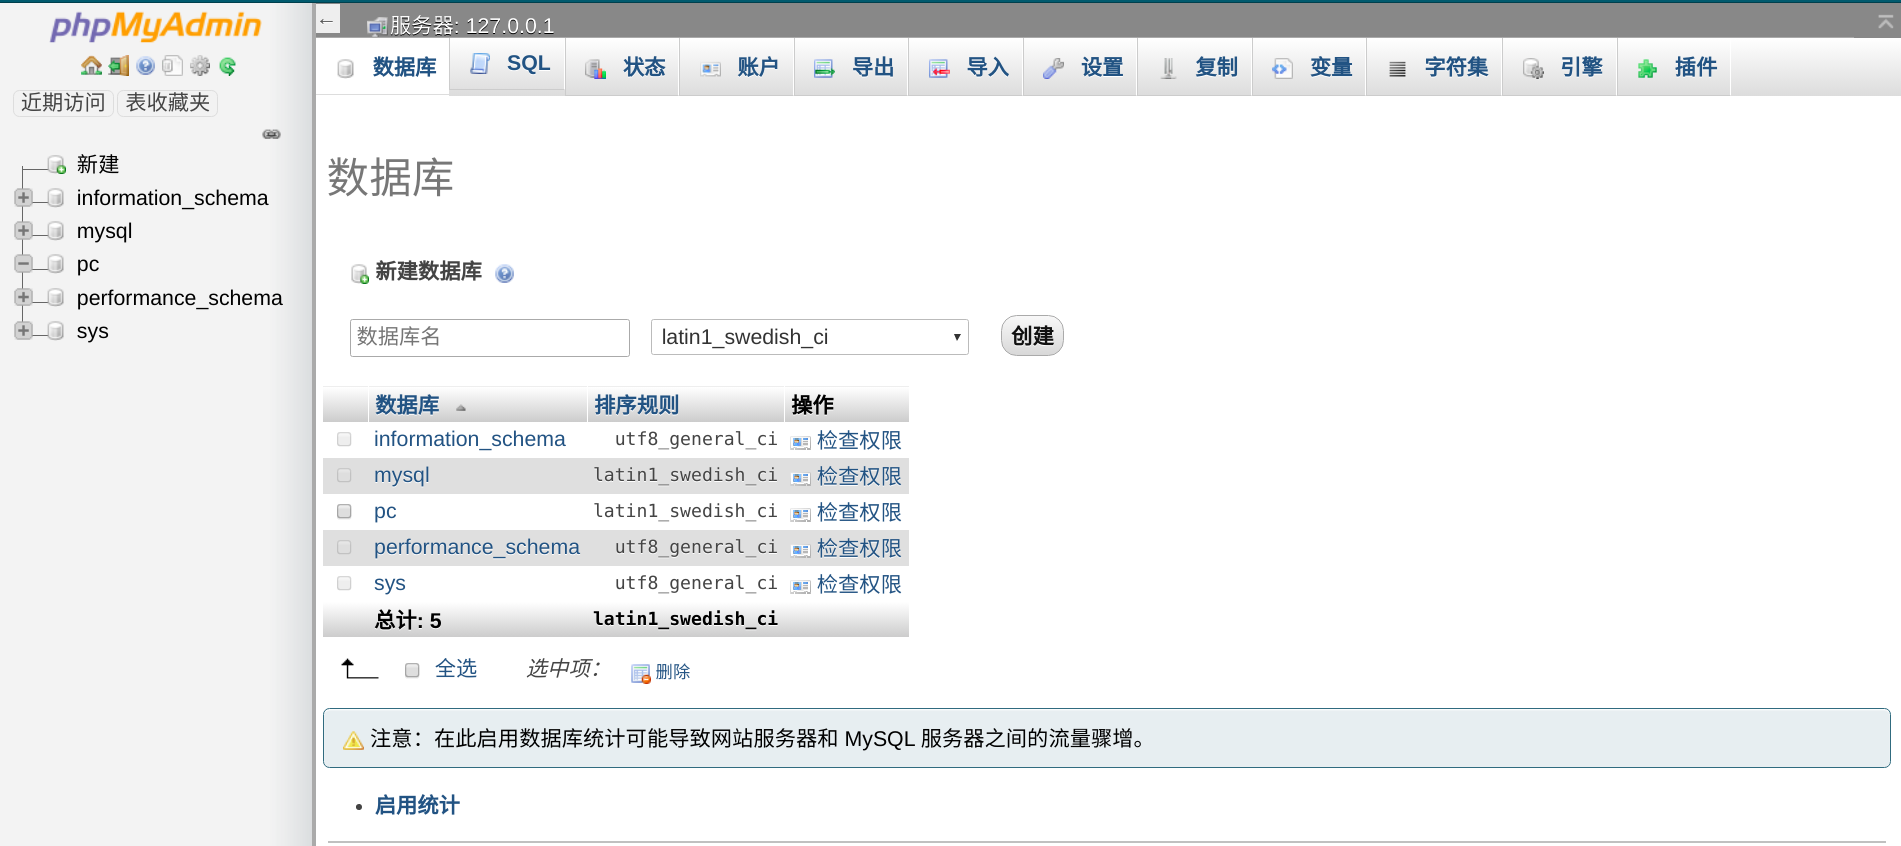 phpMyAdmin
近期访问 表收藏夹
新建
information_schema
mysql
pc
performance_schema
sys
← 服务器: 127.0.0.1
数据库 SQL 状态 账户 导出 导入 设置 复制 变量 字符集 引擎 插件
数据库
新建数据库
数据库名 latin1_swedish_ci 创建
数据库 排序规则 操作
information_schema utf8_general_ci 检查权限
mysql latin1_swedish_ci 检查权限
pc latin1_swedish_ci 检查权限
performance_schema utf8_general_ci 检查权限
sys utf8_general_ci 检查权限
总计: 5 latin1_swedish_ci
全选 选中项： 删除
注意：在此启用数据库统计可能导致网站服务器和 MySQL 服务器之间的流量骤增。
• 启用统计